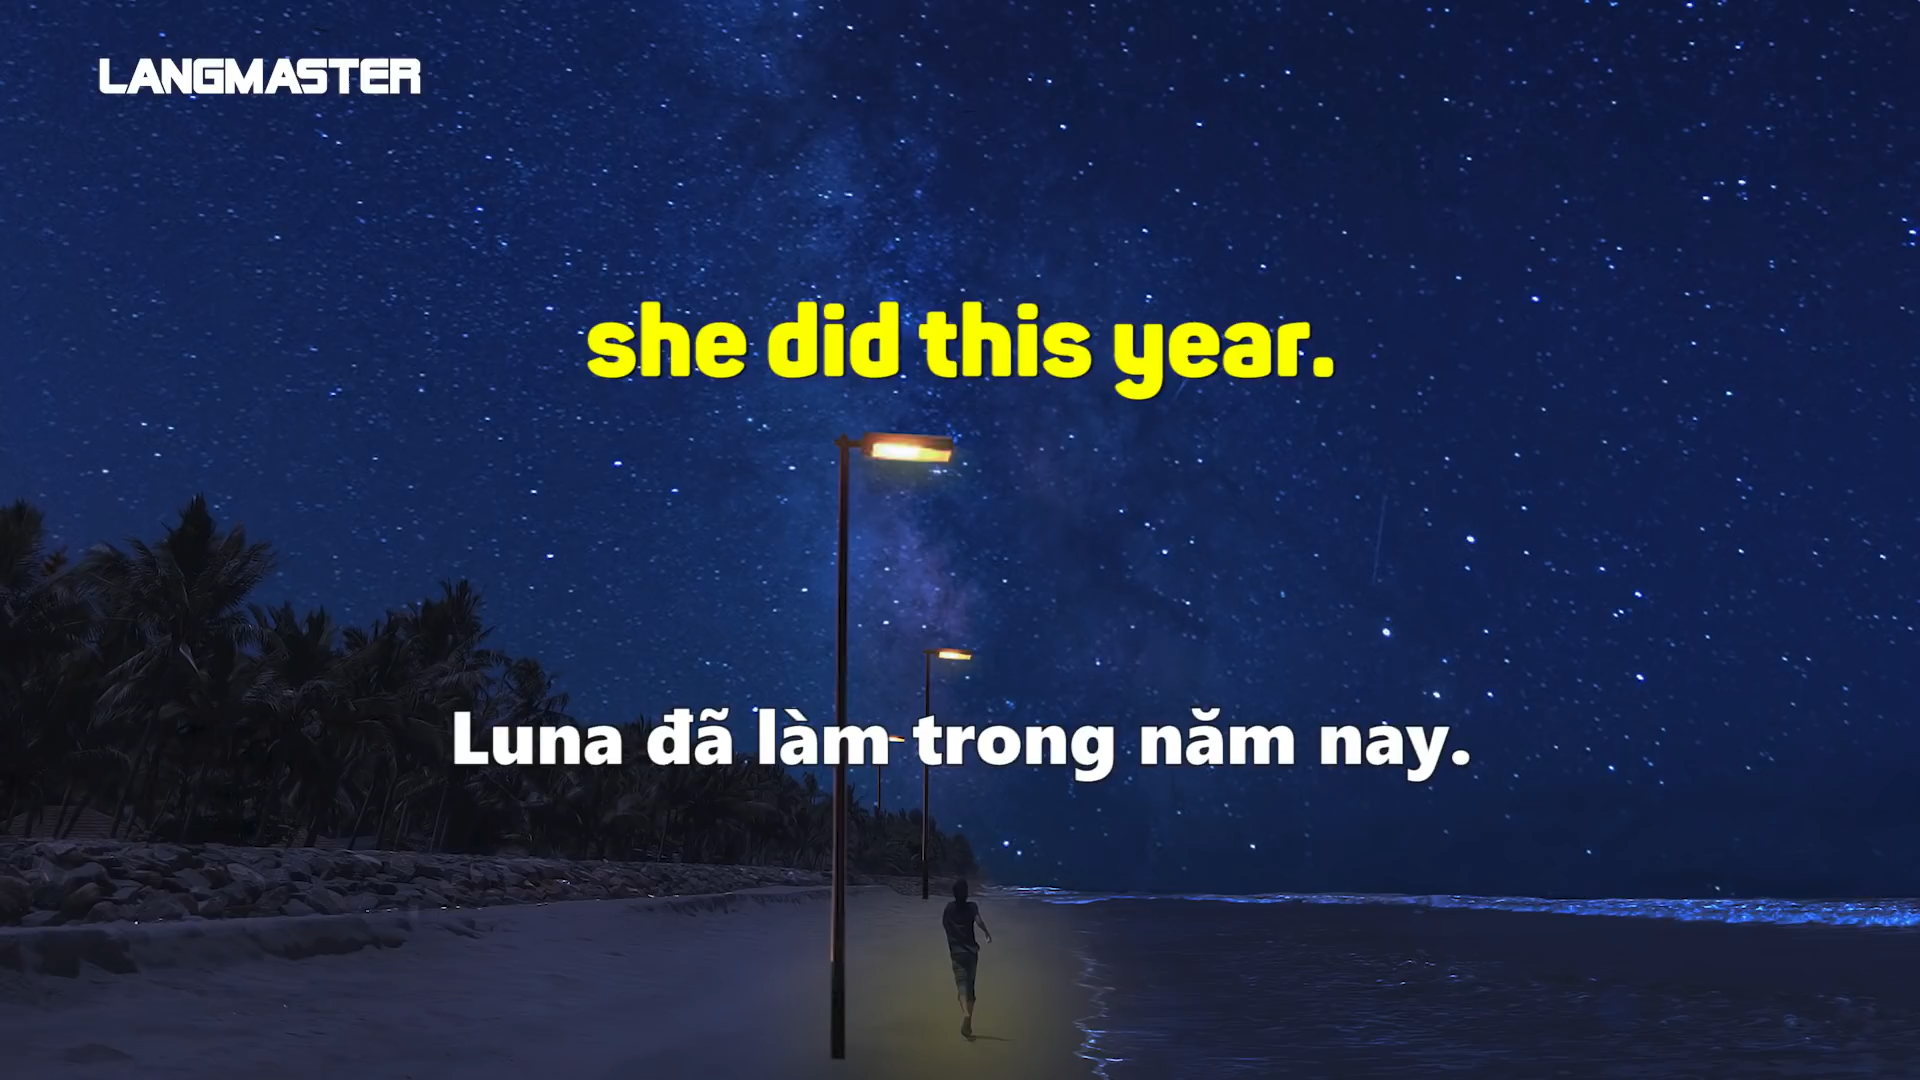 LANGMASTER
she did this year.
Luna đã làm trong năm nay.